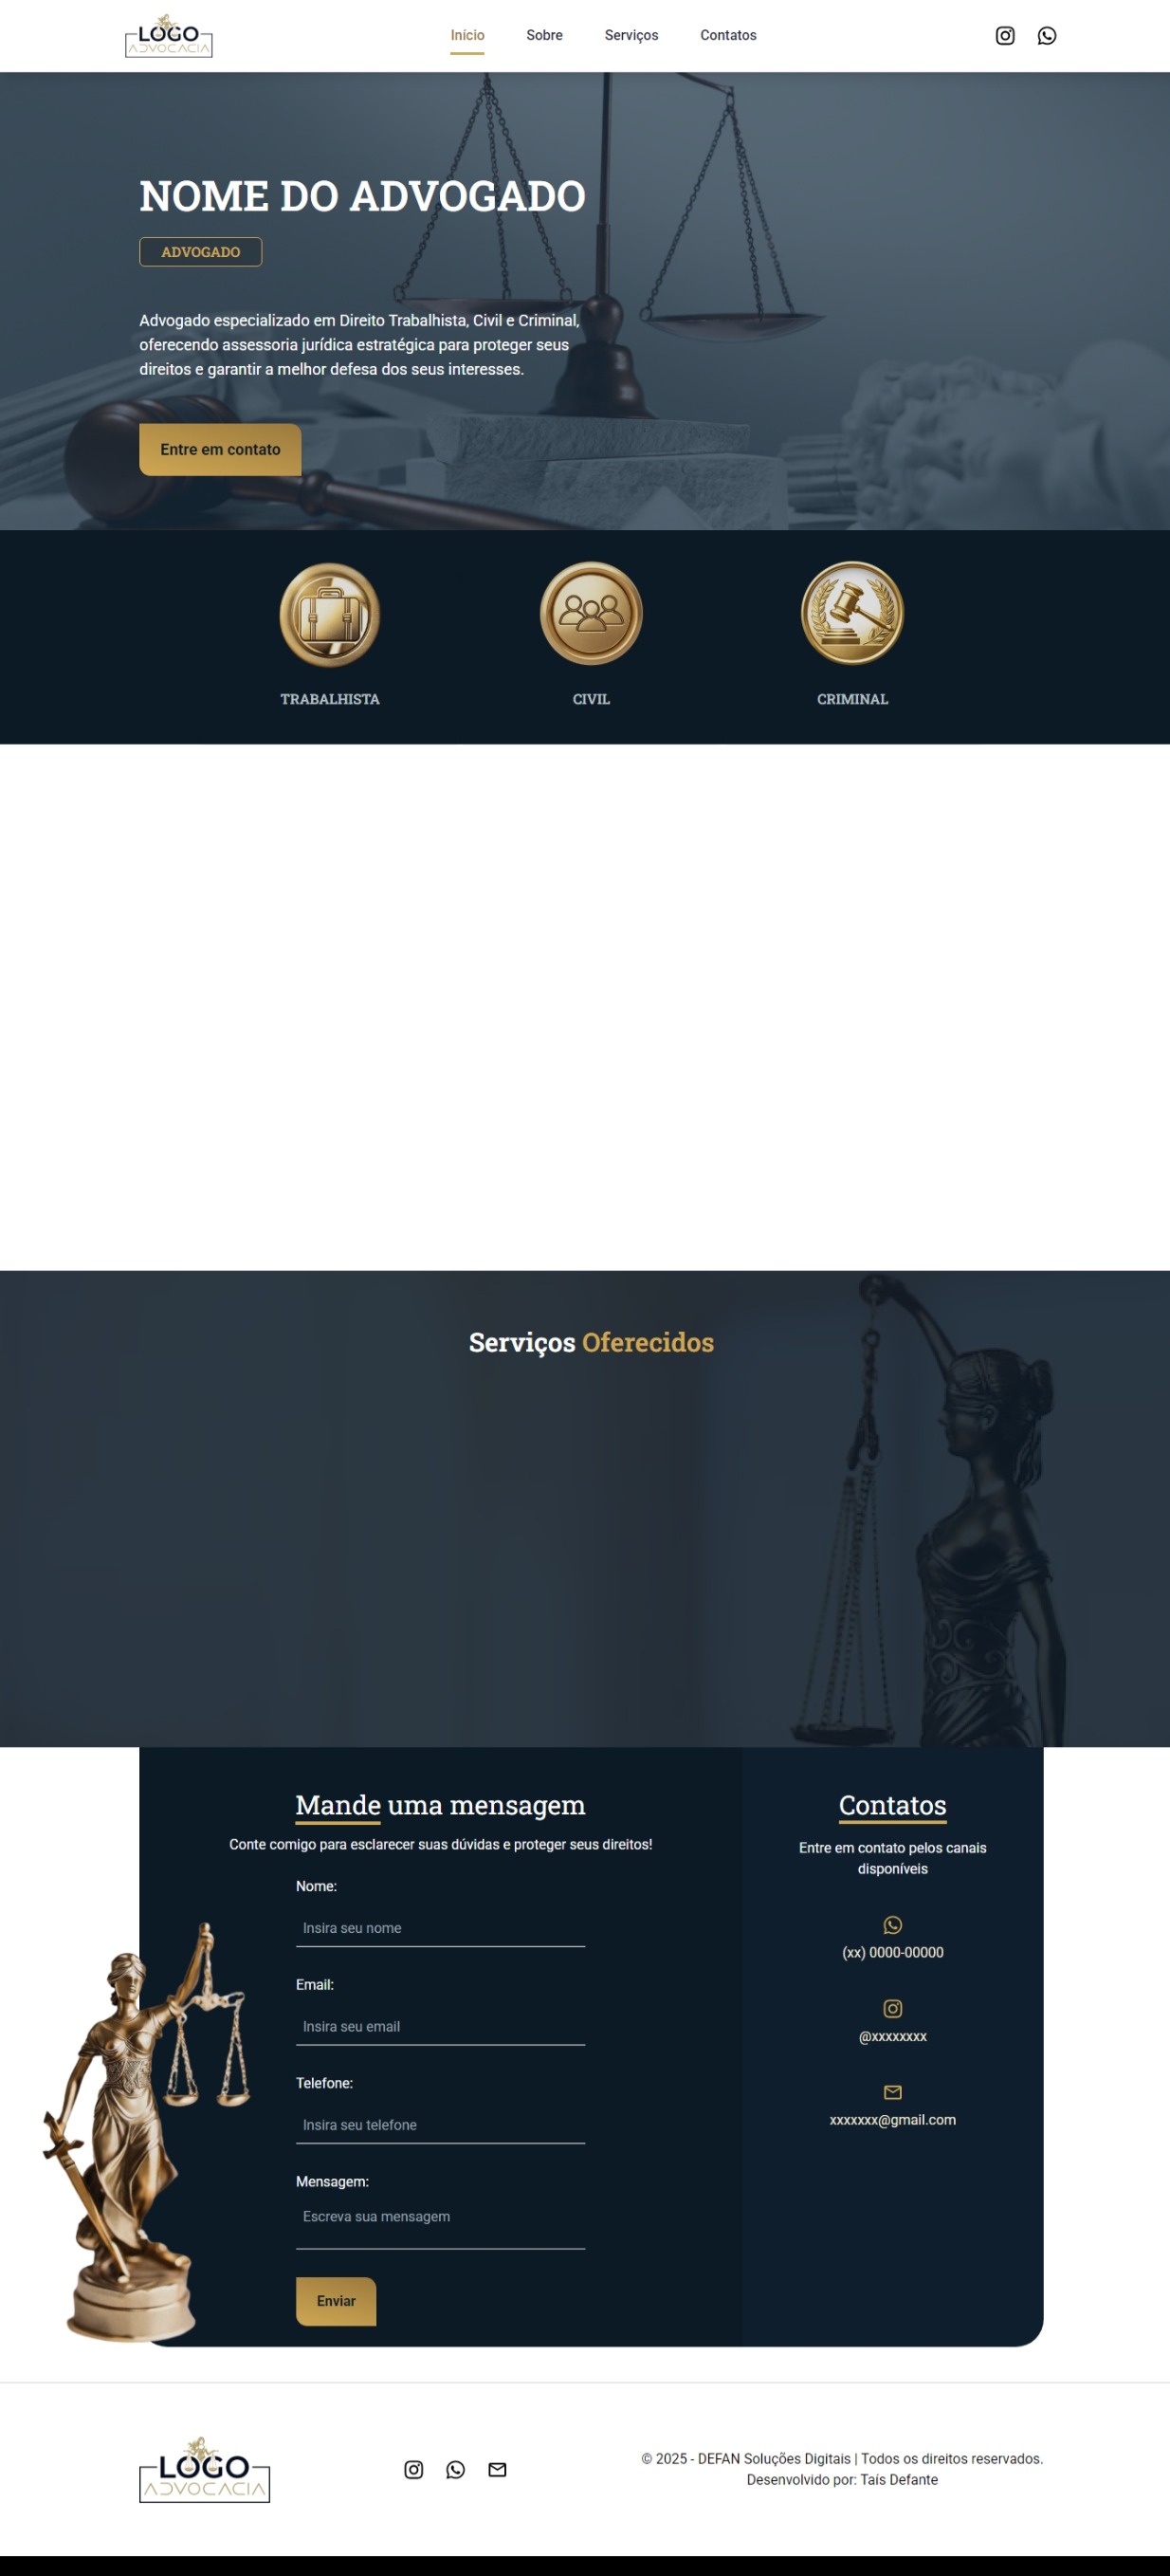 LOGO
ADVOCACIA
Início
Sobre
Serviços
Contatos
NOME DO ADVOGADO
ADVOGADO
Advogado especializado em Direito Trabalhista, Civil e Criminal,
oferecendo assessoria jurídica estratégica para proteger seus
direitos e garantir a melhor defesa dos seus interesses.
Entre em contato
TRABALHISTA
CIVIL
CRIMINAL
Serviços Oferecidos
Mande uma mensagem
Conte comigo para esclarecer suas dúvidas e proteger seus direitos!
Nome:
Insira seu nome
Email:
Insira seu email
Telefone:
Insira seu telefone
Mensagem:
Escreva sua mensagem
Enviar
Contatos
Entre em contato pelos canais
disponíveis
(xx) 0000-00000
@xxxxxxxx
xxxxxxx@gmail.com
LOGO
ADVOCACIA
© 2025 - DEFAN Soluções Digitais | Todos os direitos reservados.
Desenvolvido por: Taís Defante